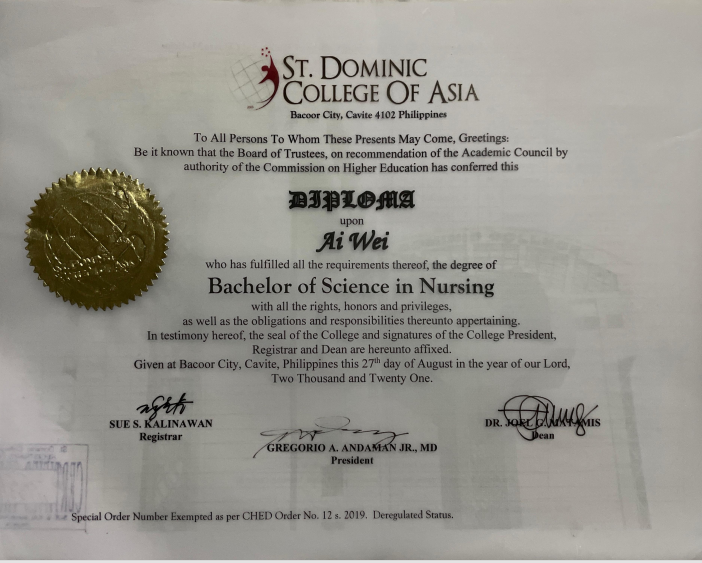 ST. DOMINIC
COLLEGE OF ASIA
Bacoor City, Cavite 4102 Philippines
To All Persons To Whom These Presents May Come, Greetings:
Be it known that the Board of Trustees, on recommendation of the Academic Council by
authority of the Commission on Higher Education has conferred this
DIPLOMA
upon
Ai Wei
who has fulfilled all the requirements thereof, the degree of
Bachelor of Science in Nursing
with all the rights, honors and privileges,
as well as the obligations and responsibilities thereunto appertaining.
In testimony hereof, the seal of the College and signatures of the College President,
Registrar and Dean are hereunto affixed.
Given at Bacoor City, Cavite, Philippines this 27th day of August in the year of our Lord,
Two Thousand and Twenty One.
SUE S. KALINAWAN
Registrar
GREGORIO A. ANDAMAN JR., MD
President
DR. JOEL G. MATAMIS
Dean
Special Order Number Exempted as per CHED Order No. 12 s. 2019. Deregulated Status.